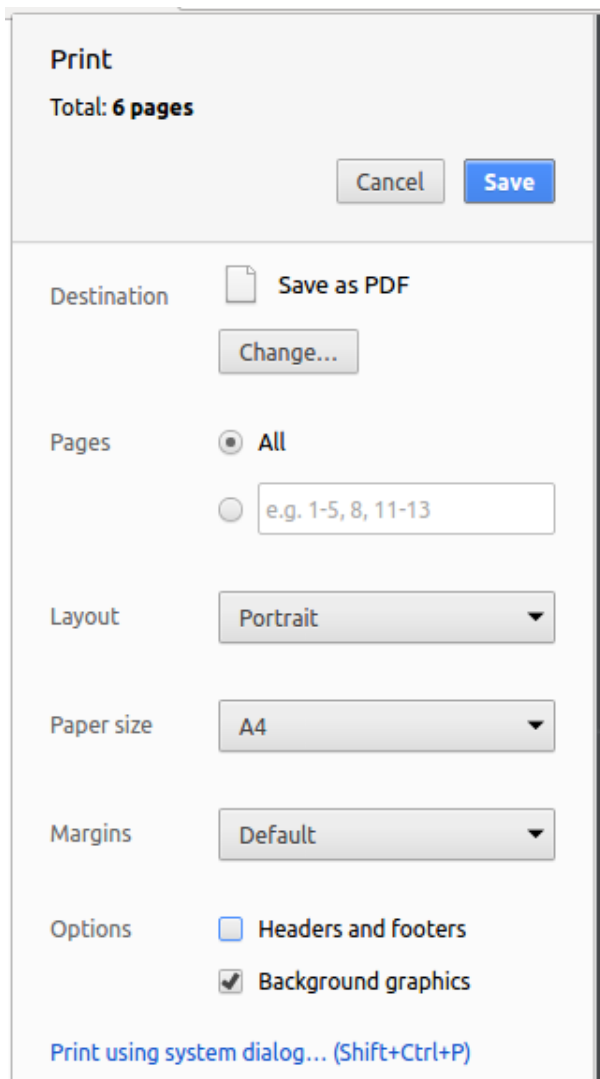 Print
Total: 6 pages
Cancel Save
Destination Save as PDF
Change...
Pages All
e.g. 1-5, 8, 11-13
Layout Portrait
Paper size A4
Margins Default
Options Headers and footers
Background graphics
Print using system dialog... (Shift+Ctrl+P)